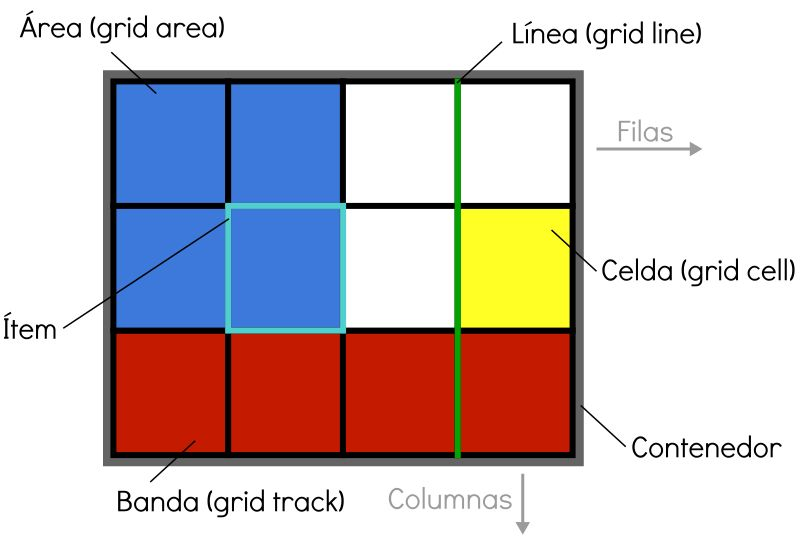 Área (grid area)
Línea (grid line)
Filas
Celda (grid cell)
Ítem
Contenedor
Banda (grid track)
Columnas